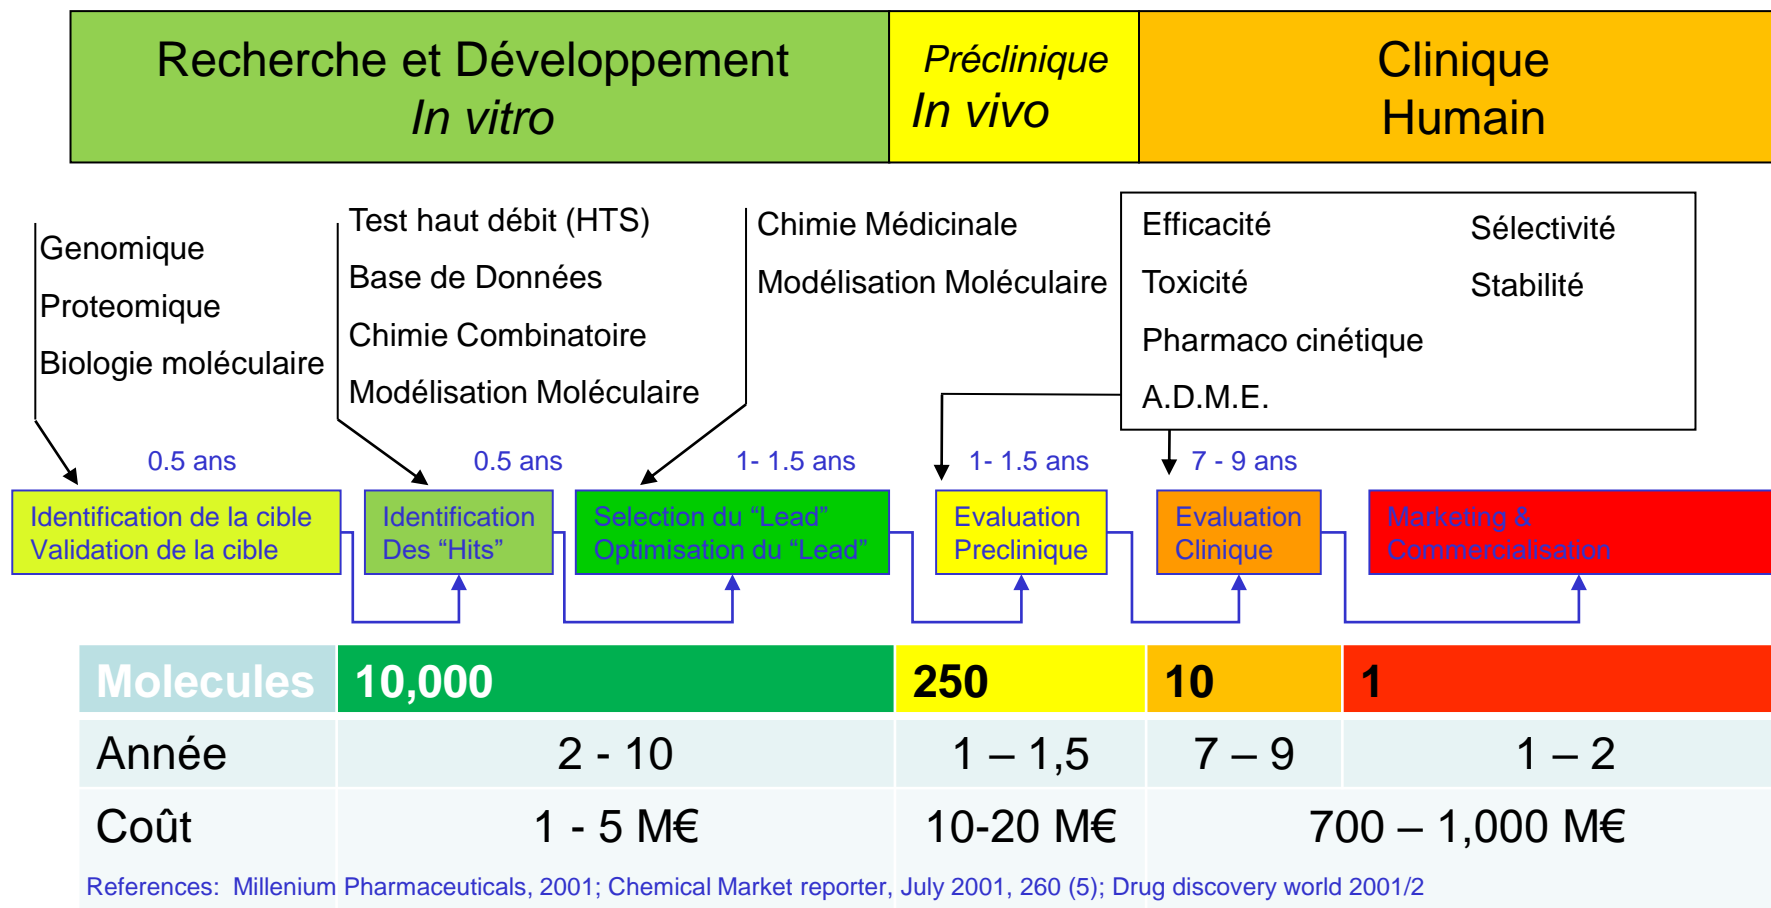 Recherche et Développement
In vitro
Préclinique
In vivo
Clinique
Humain
Genomique
Proteomique
Biologie moléculaire
Test haut débit (HTS)
Base de Données
Chimie Combinatoire
Modélisation Moléculaire
Chimie Médicinale
Modélisation Moléculaire
Efficacité
Toxicité
Pharmaco cinétique
A.D.M.E.
Sélectivité
Stabilité
0.5 ans
0.5 ans
1- 1.5 ans
1- 1.5 ans
7 - 9 ans
Identification de la cible
Validation de la cible
Identification
Des “Hits”
Selection du “Lead”
Optimisation du “Lead”
Evaluation
Preclinique
Evaluation
Clinique
Marketing &
Commercialisation
Molecules 10,000 250 10 1
Année 2 - 10 1 – 1,5 7 – 9 1 – 2
Coût 1 - 5 M€ 10-20 M€ 700 – 1,000 M€
References: Millenium Pharmaceuticals, 2001; Chemical Market reporter, July 2001, 260 (5); Drug discovery world 2001/2